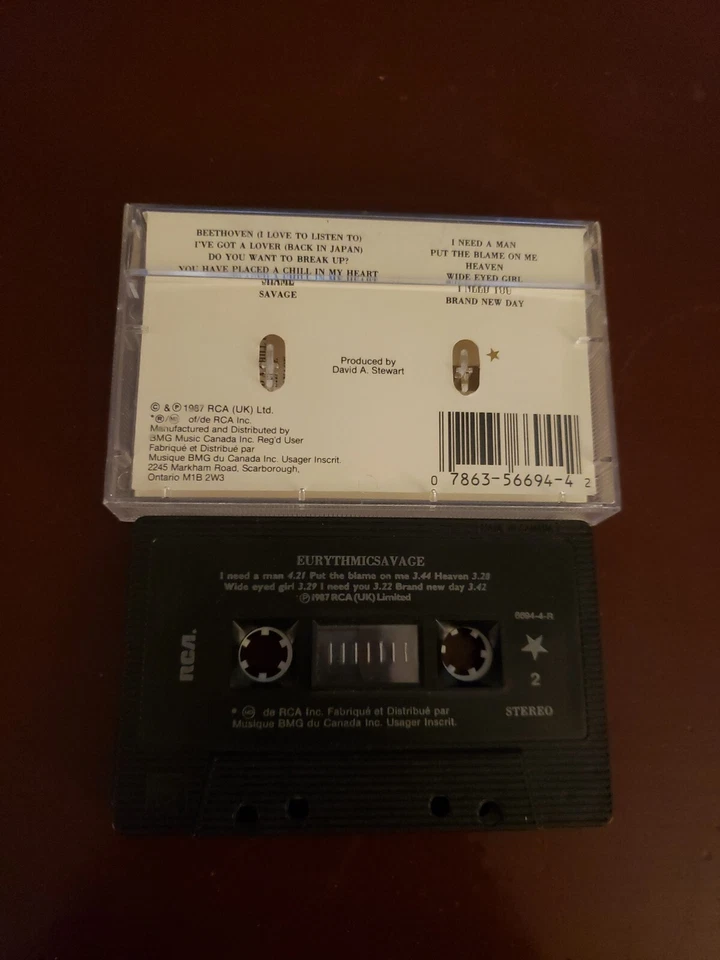 BEETHOVEN (I LOVE TO LISTEN TO)
I'VE GOT A LOVER (BACK IN JAPAN)
DO YOU WANT TO BREAK UP?
YOU HAVE PLACED A CHILL IN MY HEART
SHAME
SAVAGE
I NEED A MAN
PUT THE BLAME ON ME
HEAVEN
WIDE EYED GIRL
I NEED YOU
BRAND NEW DAY
Produced by
David A. Stewart
© & ℗ 1987 RCA (UK) Ltd.
*®/MD of/de RCA Inc.
Manufactured and Distributed by
BMG Music Canada Inc. Reg'd User
Fabriqué et Distribué par
Musique BMG du Canada Inc. Usager Inscrit.
2245 Markham Road, Scarborough,
Ontario M1B 2W3
0 7863-56694-4 2
EURYTHMICSAVAGE
I need a man 4.21 Put the blame on me 3.44 Heaven 3.28
Wide eyed girl 3.29 I need you 3.22 Brand new day 3.42
℗ 1987 RCA (UK) Limited
6694-4-R
RCA
2
STEREO
* MD de RCA Inc. Fabriqué et Distribué par
Musique BMG du Canada Inc. Usager Inscrit.